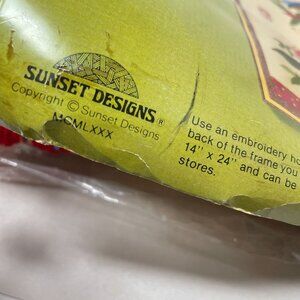 SUNSET DESIGNS®
Copyright © Sunset Designs
MCMLXXX
Use an embroidery
back of the frame you
14" x 24" and can be
stores.